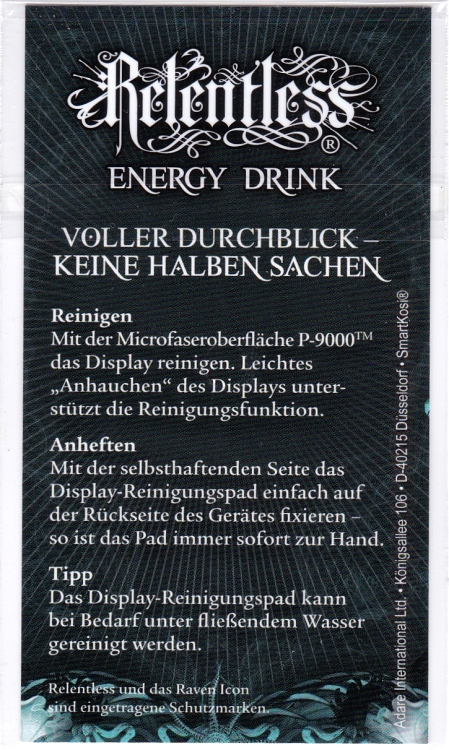 Relentless®
ENERGY DRINK
VOLLER DURCHBLICK –
KEINE HALBEN SACHEN
Reinigen
Mit der Microfaseroberfläche P-9000™
das Display reinigen. Leichtes
„Anhauchen“ des Displays unter-
stützt die Reinigungsfunktion.
Anheften
Mit der selbsthaftenden Seite das
Display-Reinigungspad einfach auf
der Rückseite des Gerätes fixieren –
so ist das Pad immer sofort zur Hand.
Tipp
Das Display-Reinigungspad kann
bei Bedarf unter fließendem Wasser
gereinigt werden.
Relentless und das Raven Icon
sind eingetragene Schutzmarken.
Adare International Ltd. • Königsallee 106 • D-40215 Düsseldorf • SmartKosi®